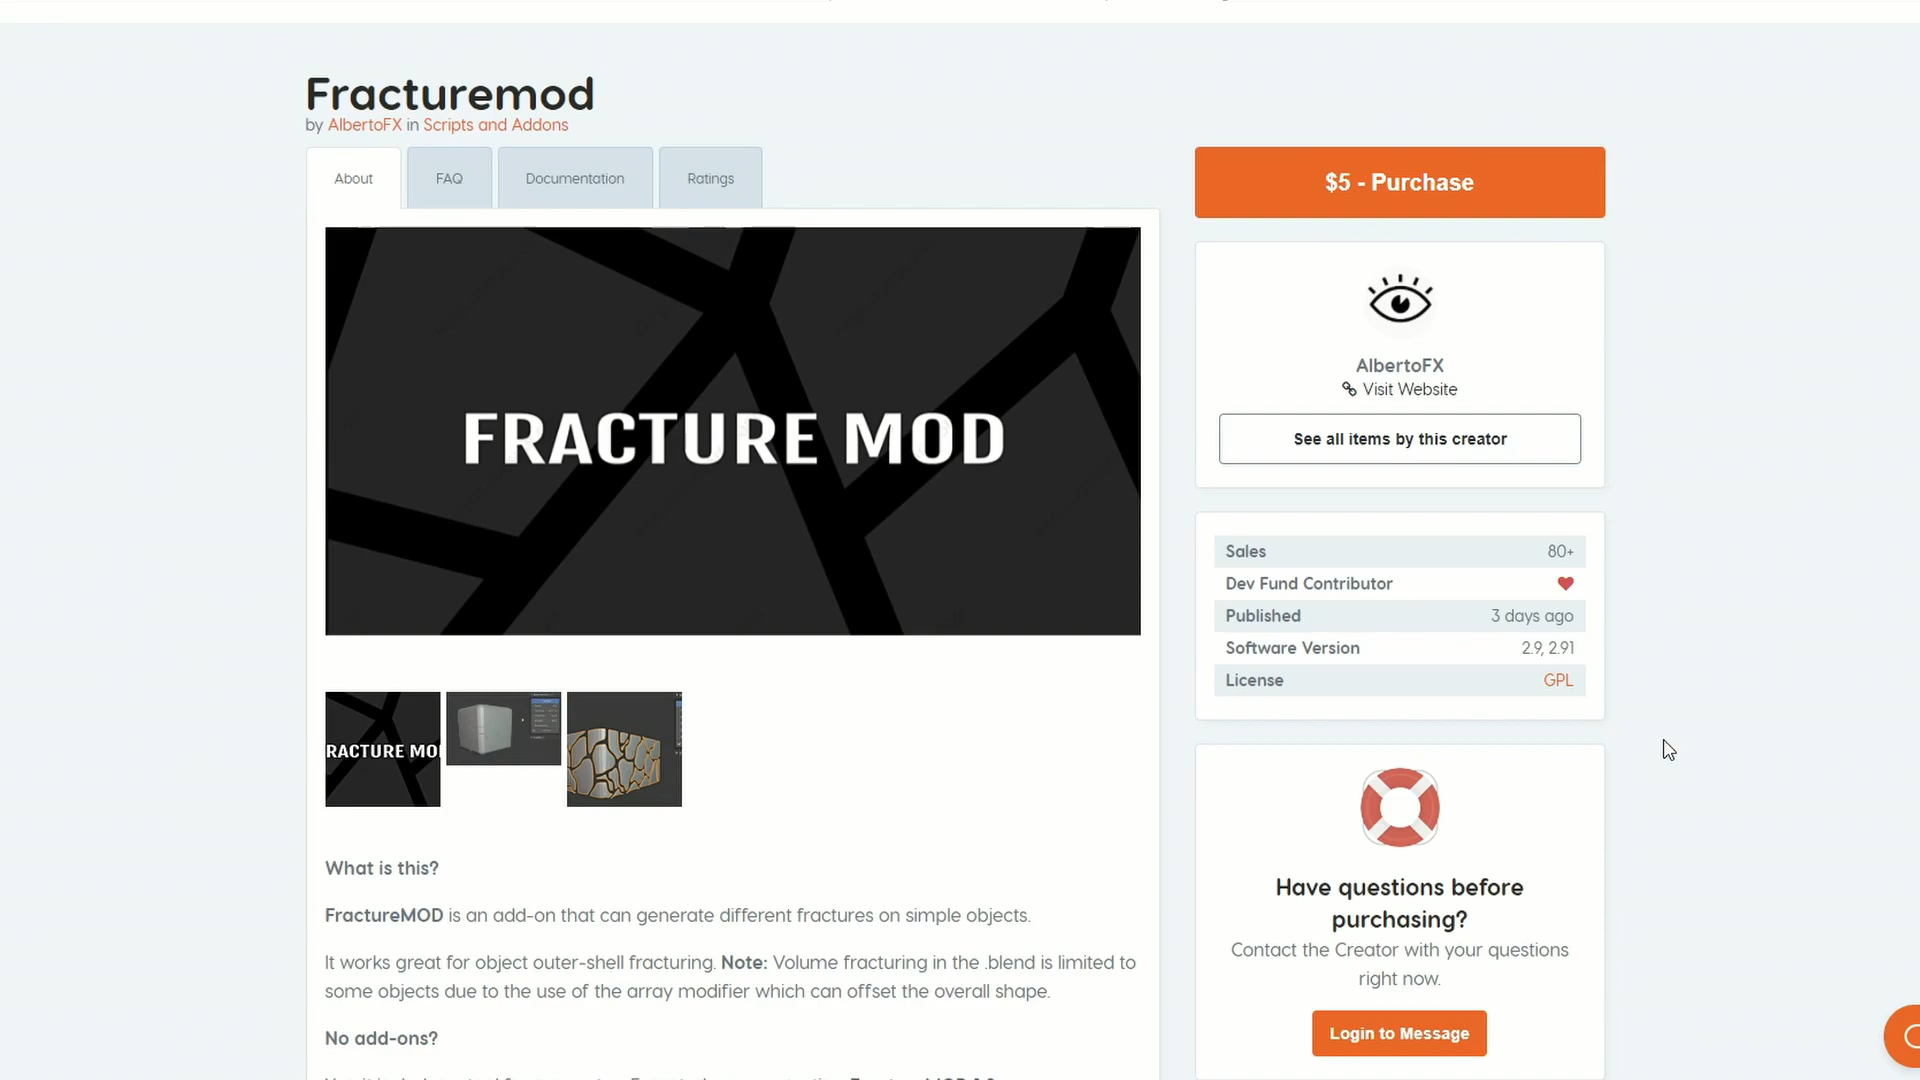 Fracturemod
by AlbertoFX in Scripts and Addons
About
FAQ
Documentation
Ratings
$5 - Purchase
FRACTURE MOD
AlbertoFX
Visit Website
See all items by this creator
Sales 80+
Dev Fund Contributor
Published 3 days ago
Software Version 2.9, 2.91
License GPL
RACTURE MO
What is this?
FractureMOD is an add-on that can generate different fractures on simple objects.
It works great for object outer-shell fracturing. Note: Volume fracturing in the .blend is limited to
some objects due to the use of the array modifier which can offset the overall shape.
No add-ons?
Have questions before
purchasing?
Contact the Creator with your questions
right now.
Login to Message